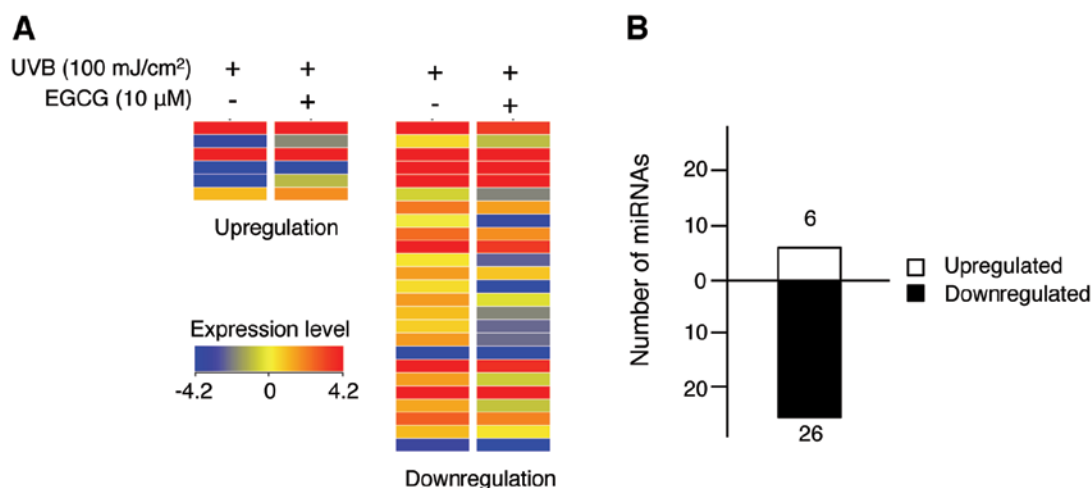 A
UVB (100 mJ/cm²) + + + +
EGCG (10 µM) - + - +
Upregulation
Expression level
-4.2 0 4.2
Downregulation
B
Number of miRNAs
20
10
0
10
20
6
26
Upregulated
Downregulated